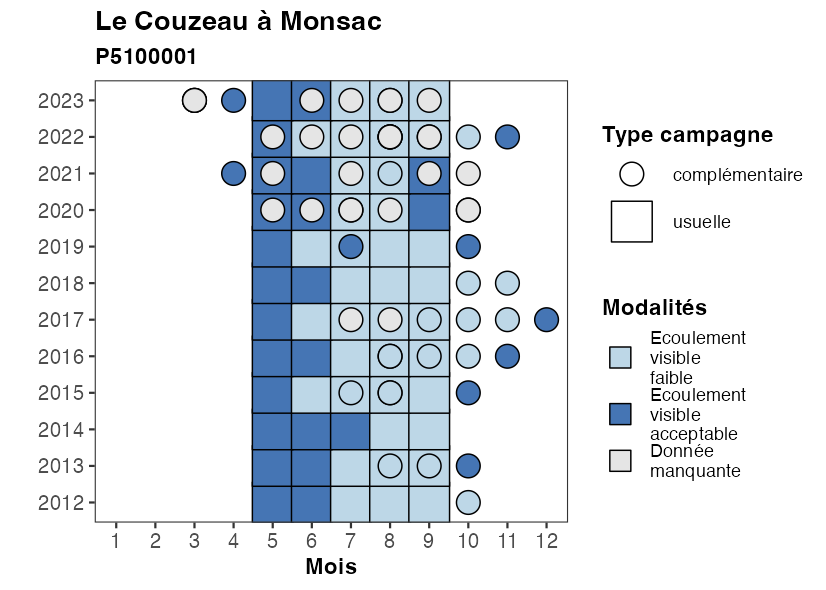 Le Couzeau à Monsac
P5100001
2023
2022
2021
2020
2019
2018
2017
2016
2015
2014
2013
2012
1 2 3 4 5 6 7 8 9 10 11 12
Mois
Type campagne
complémentaire
usuelle
Modalités
Ecoulement
visible
faible
Ecoulement
visible
acceptable
Donnée
manquante